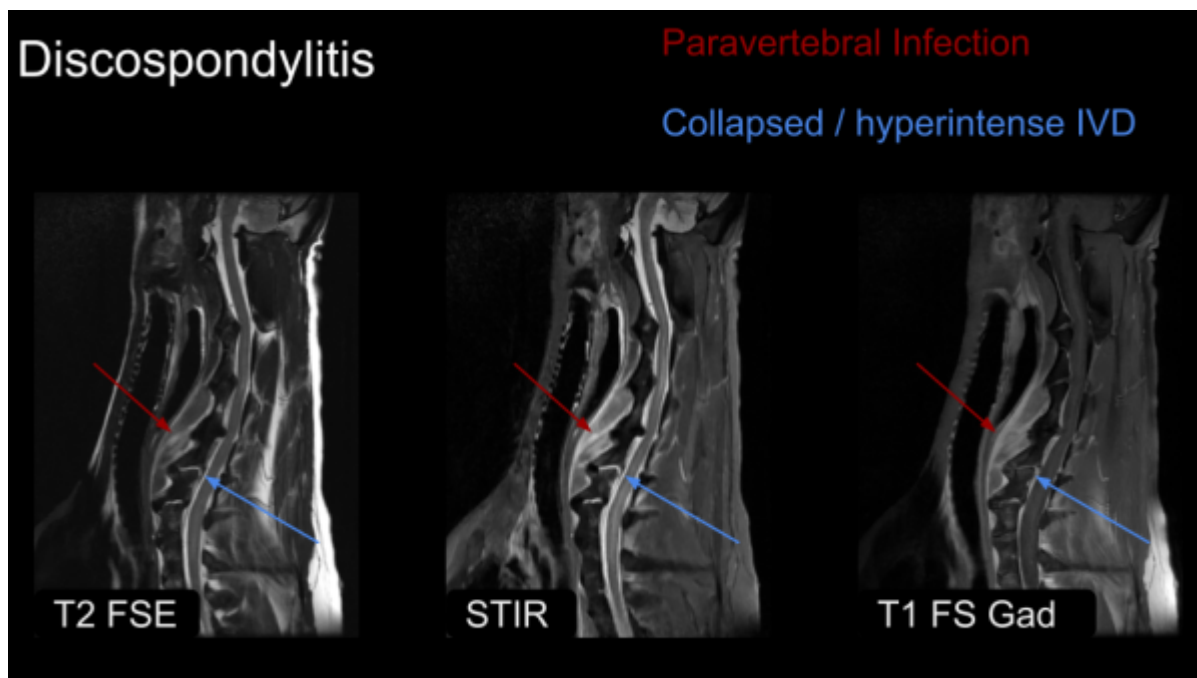 Discospondylitis
Paravertebral Infection
Collapsed / hyperintense IVD
T2 FSE
STIR
T1 FS Gad